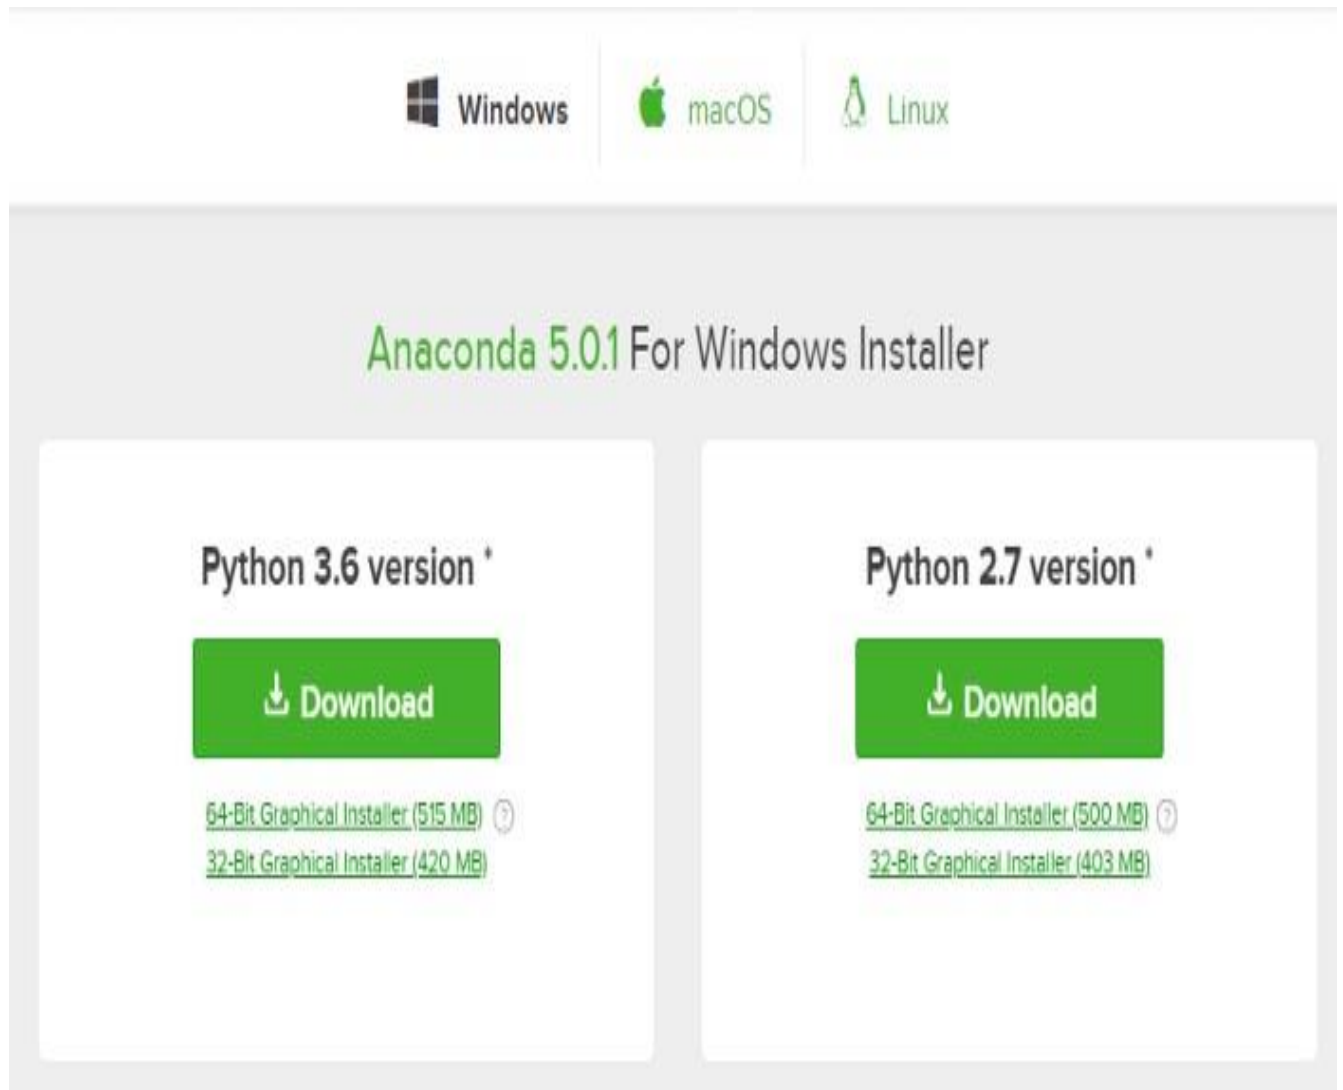 Windows macOS Linux
Anaconda 5.0.1 For Windows Installer
Python 3.6 version *
Download
64-Bit Graphical Installer (515 MB) ?
32-Bit Graphical Installer (420 MB)
Python 2.7 version *
Download
64-Bit Graphical Installer (500 MB) ?
32-Bit Graphical Installer (403 MB)